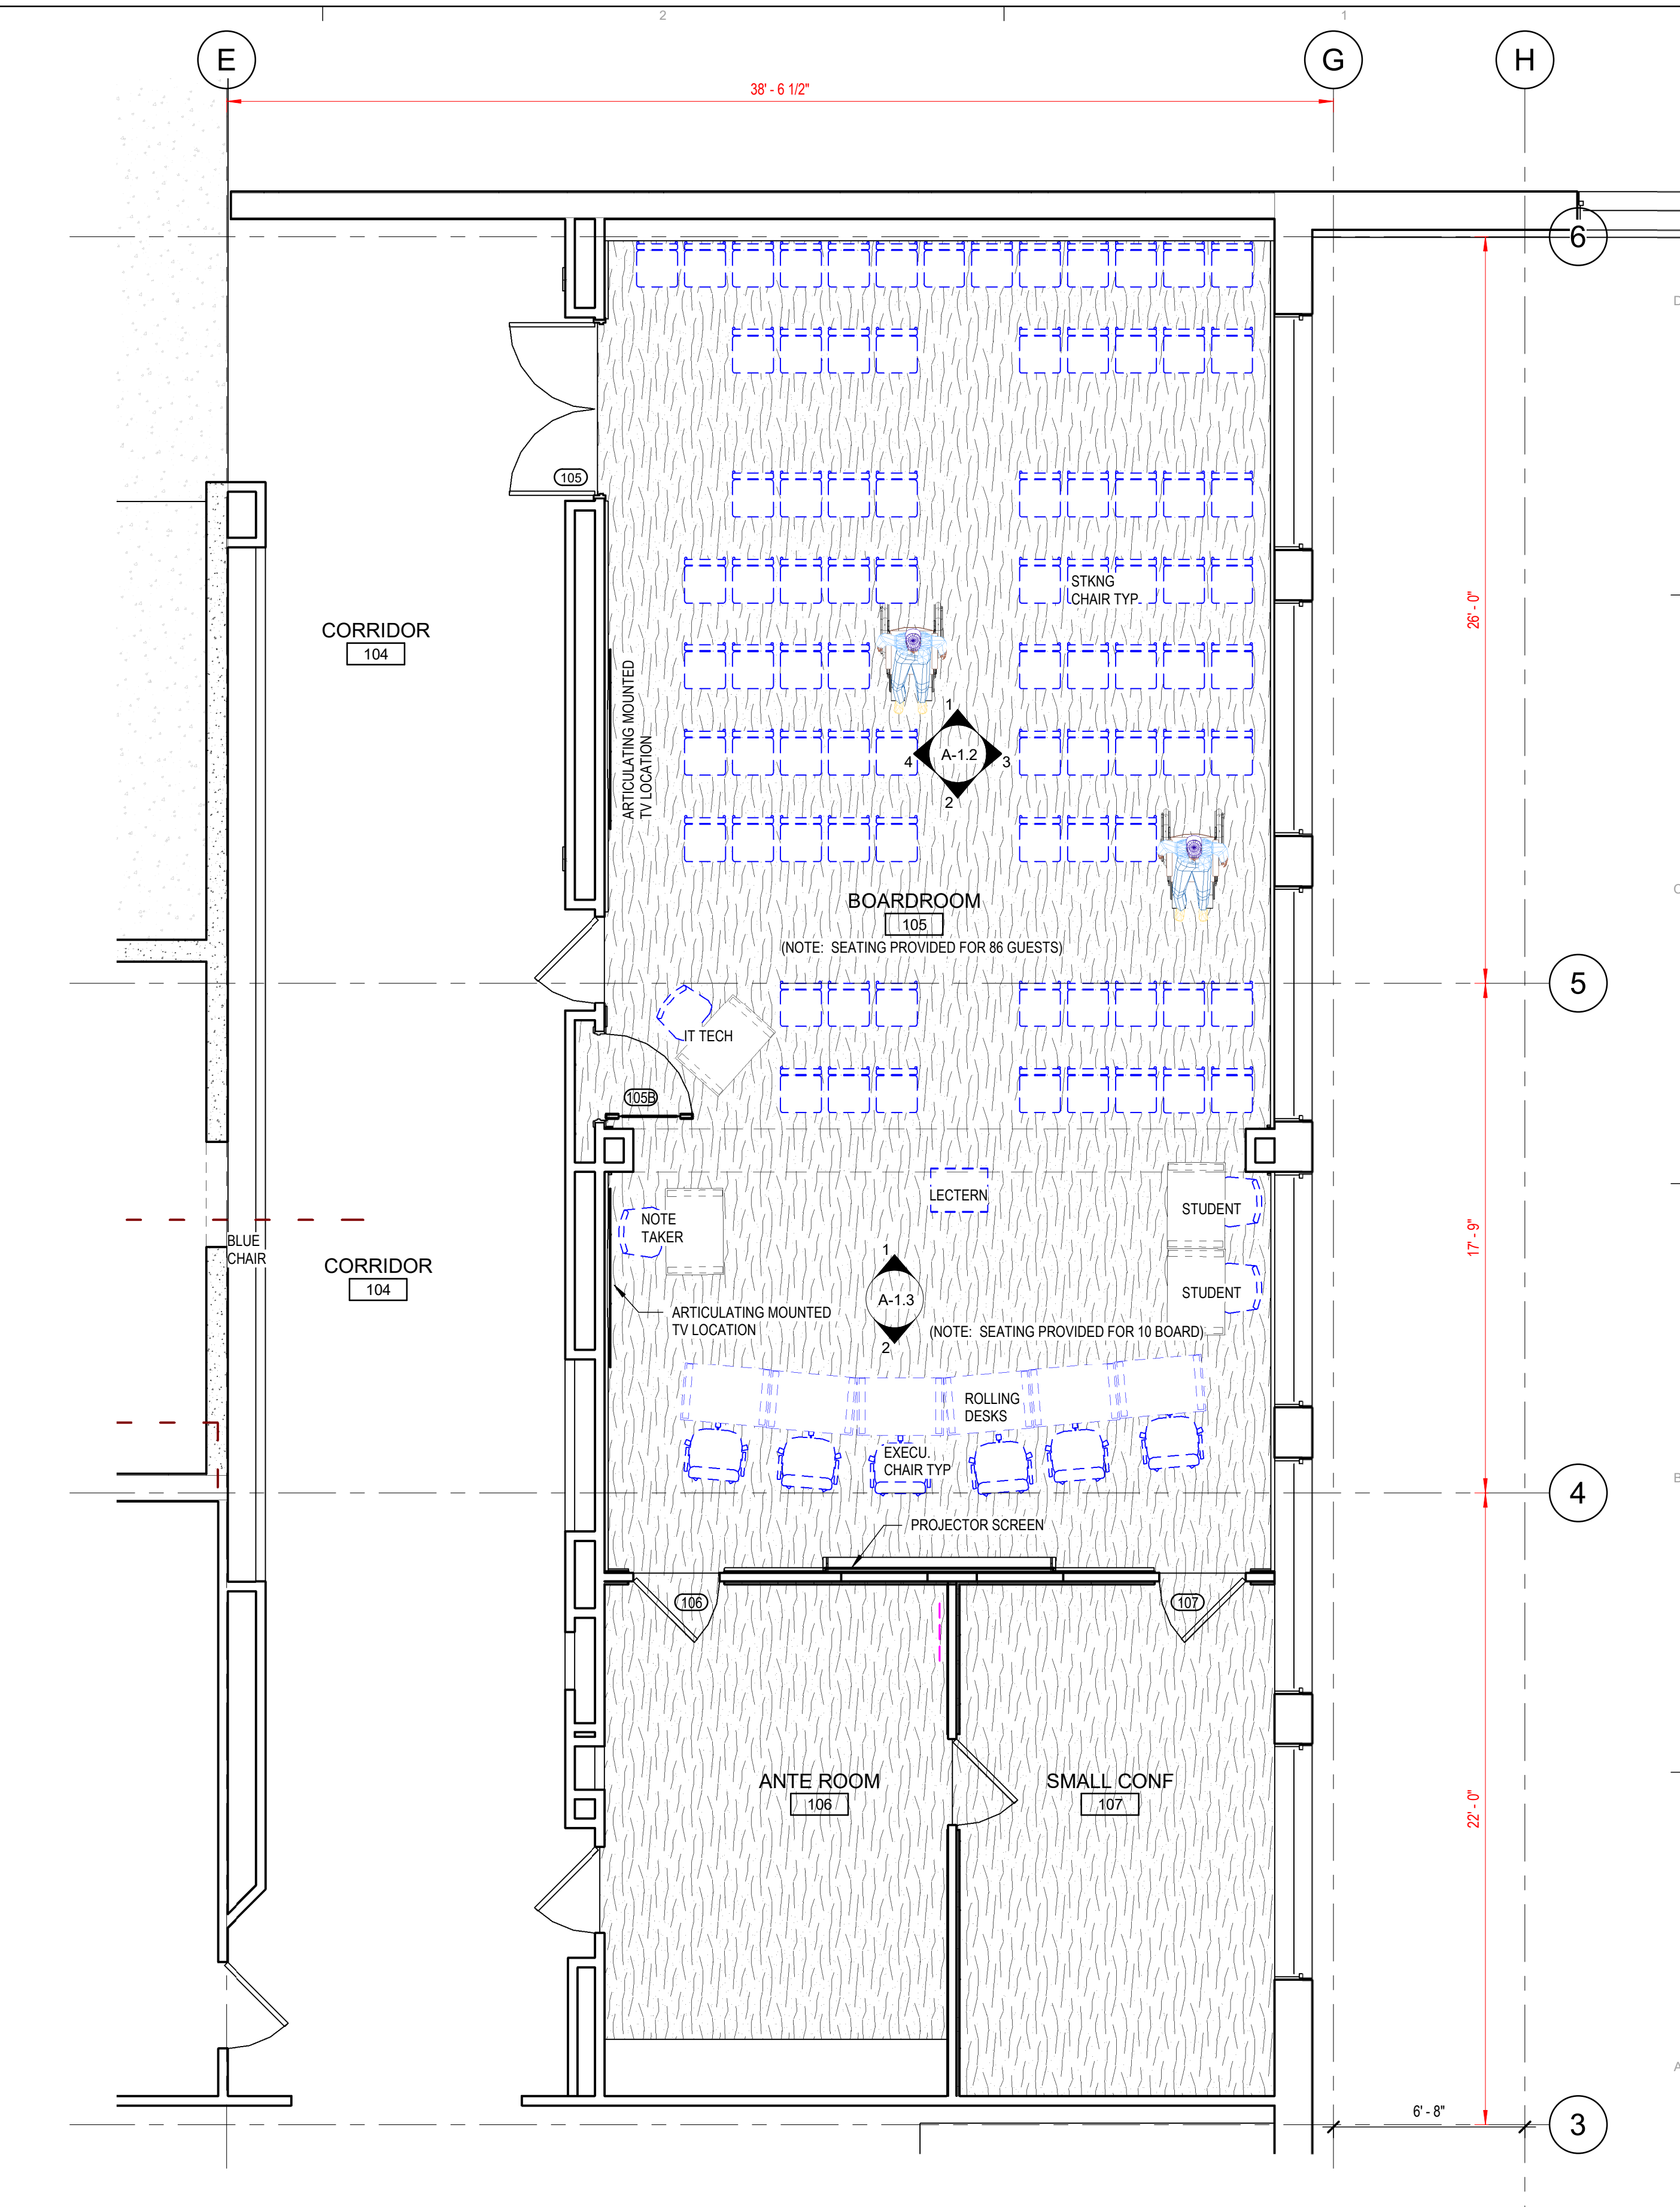 2
1
E
G
H
38' - 6 1/2"
6
D
105
STKNG
CHAIR TYP.
26' - 0"
CORRIDOR
104
ARTICULATING MOUNTED
TV LOCATION
1
A-1.2
4
3
2
C
BOARDROOM
105
(NOTE: SEATING PROVIDED FOR 86 GUESTS)
5
IT TECH
105B
LECTERN
STUDENT
NOTE
TAKER
17' - 9"
BLUE
CHAIR
CORRIDOR
104
1
A-1.3
2
STUDENT
ARTICULATING MOUNTED
TV LOCATION
(NOTE: SEATING PROVIDED FOR 10 BOARD)
ROLLING
DESKS
EXECU.
CHAIR TYP
B
4
PROJECTOR SCREEN
106
107
ANTE ROOM
106
SMALL CONF
107
22' - 0"
A
6' - 8"
3